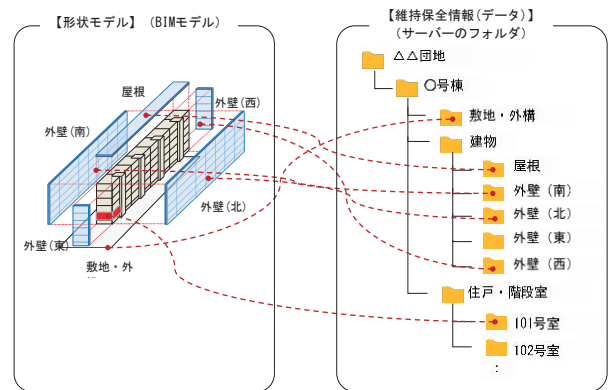 【形状モデル】（BIMモデル）
屋根
外壁（西）
外壁（南）
外壁（北）
外壁（東）
敷地・外
【維持保全情報（データ）】
（サーバーのフォルダ）
△△団地
〇号棟
敷地・外構
建物
屋根
外壁（南）
外壁（北）
外壁（東）
外壁（西）
住戸・階段室
101号室
102号室
：